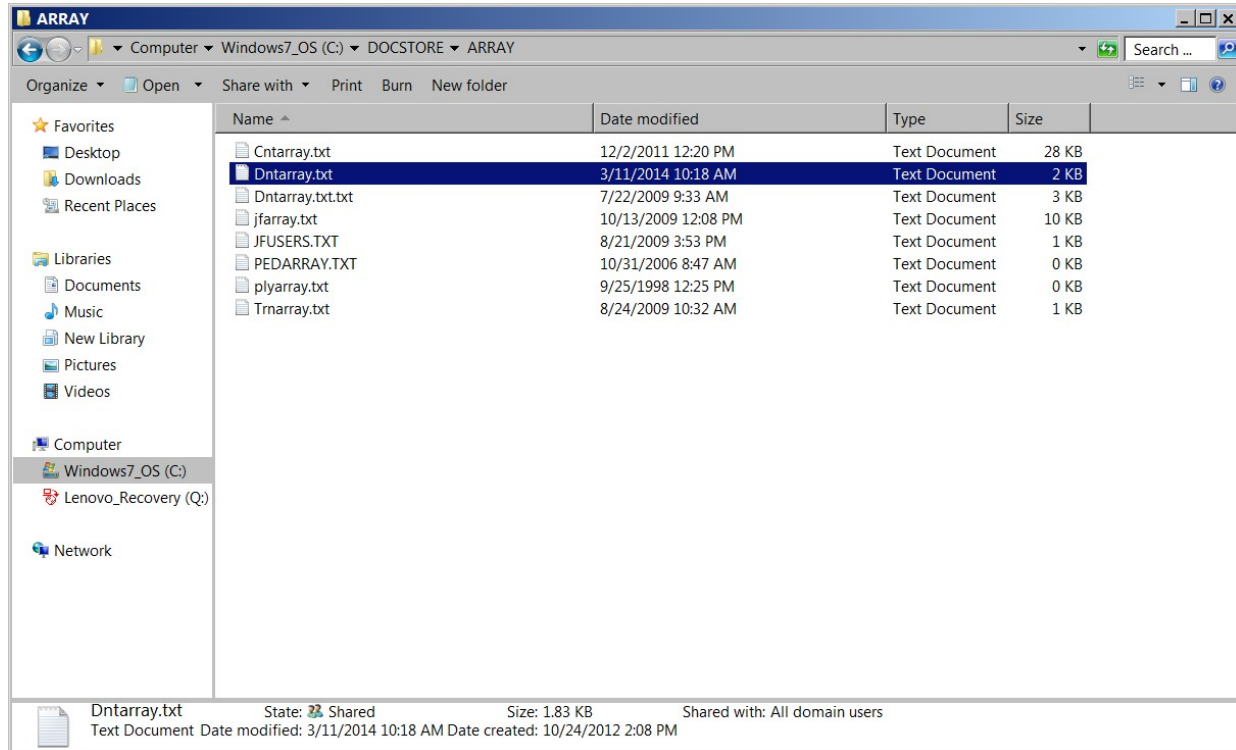 ARRAY
Computer Windows7_OS (C:) DOCSTORE ARRAY Search ...
Organize Open Share with Print Burn New folder
Favorites
Desktop
Downloads
Recent Places
Libraries
Documents
Music
New Library
Pictures
Videos
Computer
Windows7_OS (C:)
Lenovo_Recovery (Q:)
Network
Name Date modified Type Size
Cntarray.txt 12/2/2011 12:20 PM Text Document 28 KB
Dntarray.txt 3/11/2014 10:18 AM Text Document 2 KB
Dntarray.txt.txt 7/22/2009 9:33 AM Text Document 3 KB
jfarray.txt 10/13/2009 12:08 PM Text Document 10 KB
JFUSERS.TXT 8/21/2009 3:53 PM Text Document 1 KB
PEDARRAY.TXT 10/31/2006 8:47 AM Text Document 0 KB
plyarray.txt 9/25/1998 12:25 PM Text Document 0 KB
Trnarray.txt 8/24/2009 10:32 AM Text Document 1 KB
Dntarray.txt State: Shared Size: 1.83 KB Shared with: All domain users
Text Document Date modified: 3/11/2014 10:18 AM Date created: 10/24/2012 2:08 PM